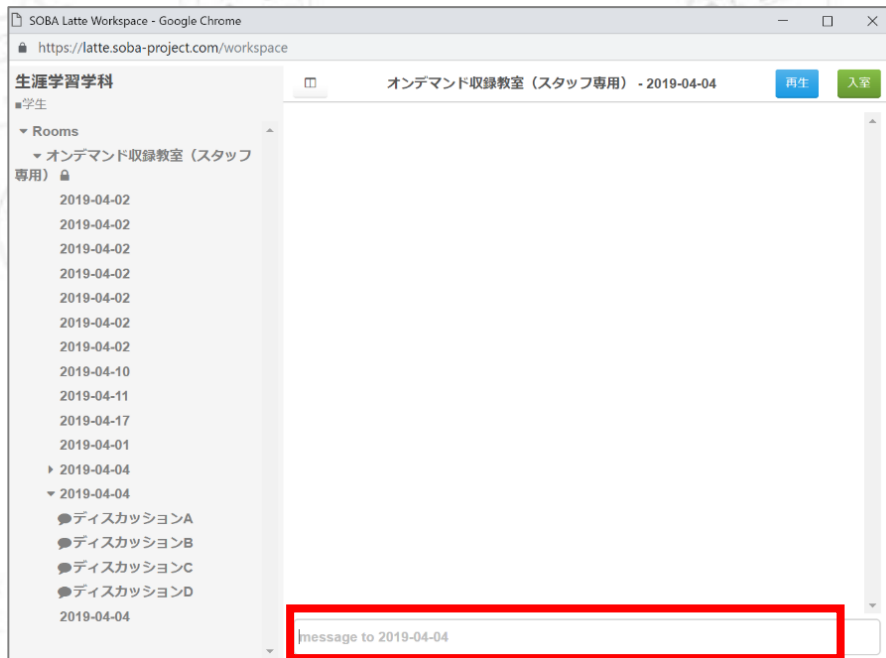 SOBA Latte Workspace - Google Chrome
https://latte.soba-project.com/workspace
生涯学習学科
■学生
オンデマンド収録教室（スタッフ専用） - 2019-04-04
再生
入室
Rooms
オンデマンド収録教室（スタッフ
専用）
2019-04-02
2019-04-02
2019-04-02
2019-04-02
2019-04-02
2019-04-02
2019-04-02
2019-04-10
2019-04-11
2019-04-17
2019-04-01
2019-04-04
2019-04-04
ディスカッションA
ディスカッションB
ディスカッションC
ディスカッションD
2019-04-04
message to 2019-04-04